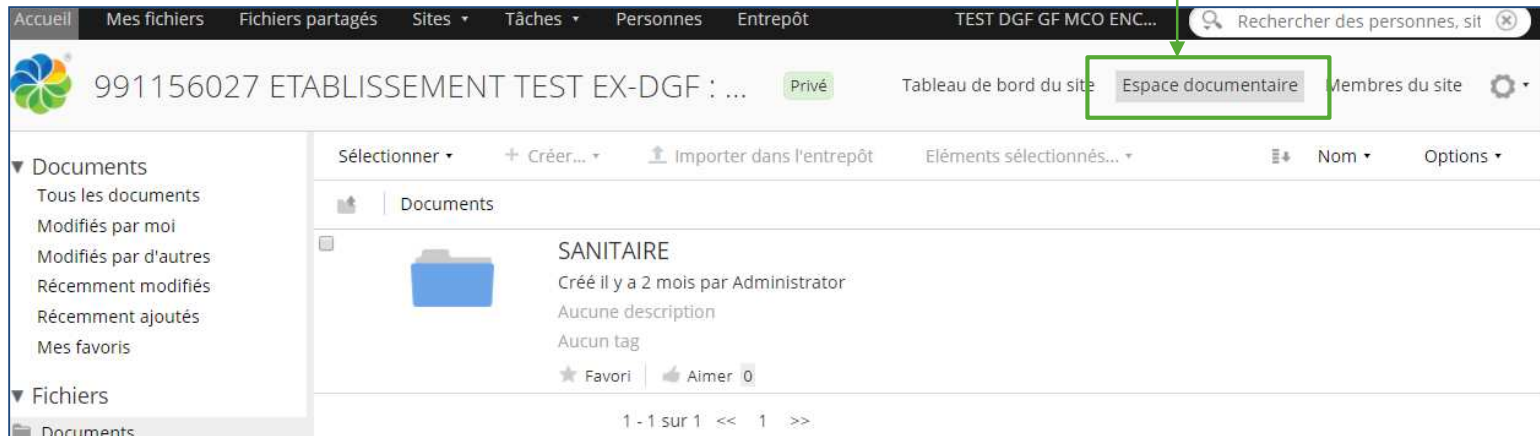 Accueil Mes fichiers Fichiers partagés Sites Tâches Personnes Entrepôt TEST DGF GF MCO ENC... Rechercher des personnes, sit
991156027 ETABLISSEMENT TEST EX-DGF : ... Privé Tableau de bord du site Espace documentaire Membres du site
Documents
Tous les documents
Modifiés par moi
Modifiés par d'autres
Récemment modifiés
Récemment ajoutés
Mes favoris
Fichiers
Documents
Sélectionner + Créer... Importer dans l'entrepôt Eléments sélectionnés... Nom Options
Documents
SANITAIRE
Créé il y a 2 mois par Administrator
Aucune description
Aucun tag
Favori Aimer 0
1 - 1 sur 1 << 1 >>